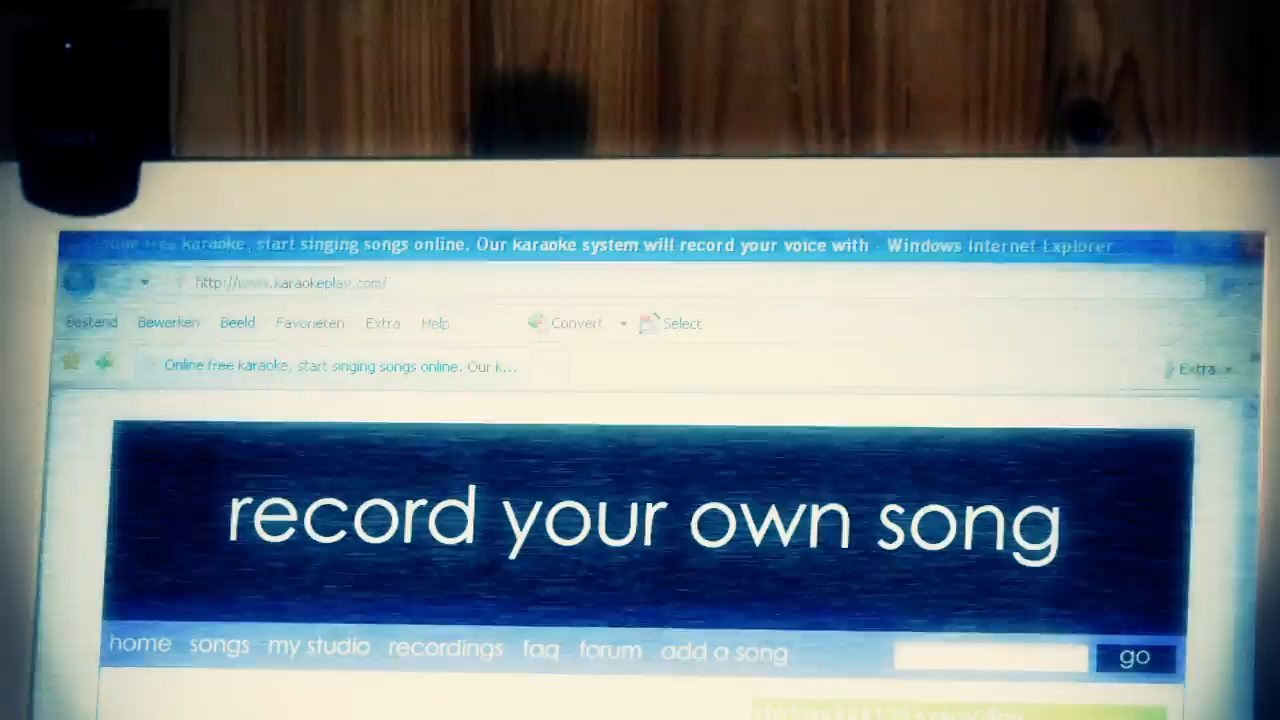 free karaoke, start singing songs online. Our karaoke system will record your voice with - Windows Internet Explorer
http://www.karaokeplay.com/
Bestand Bewerken Beeld Favorieten Extra Help Convert Select
Online free karaoke, start singing songs online. Our k... Extra
record your own song
home songs my studio recordings faq forum add a song go